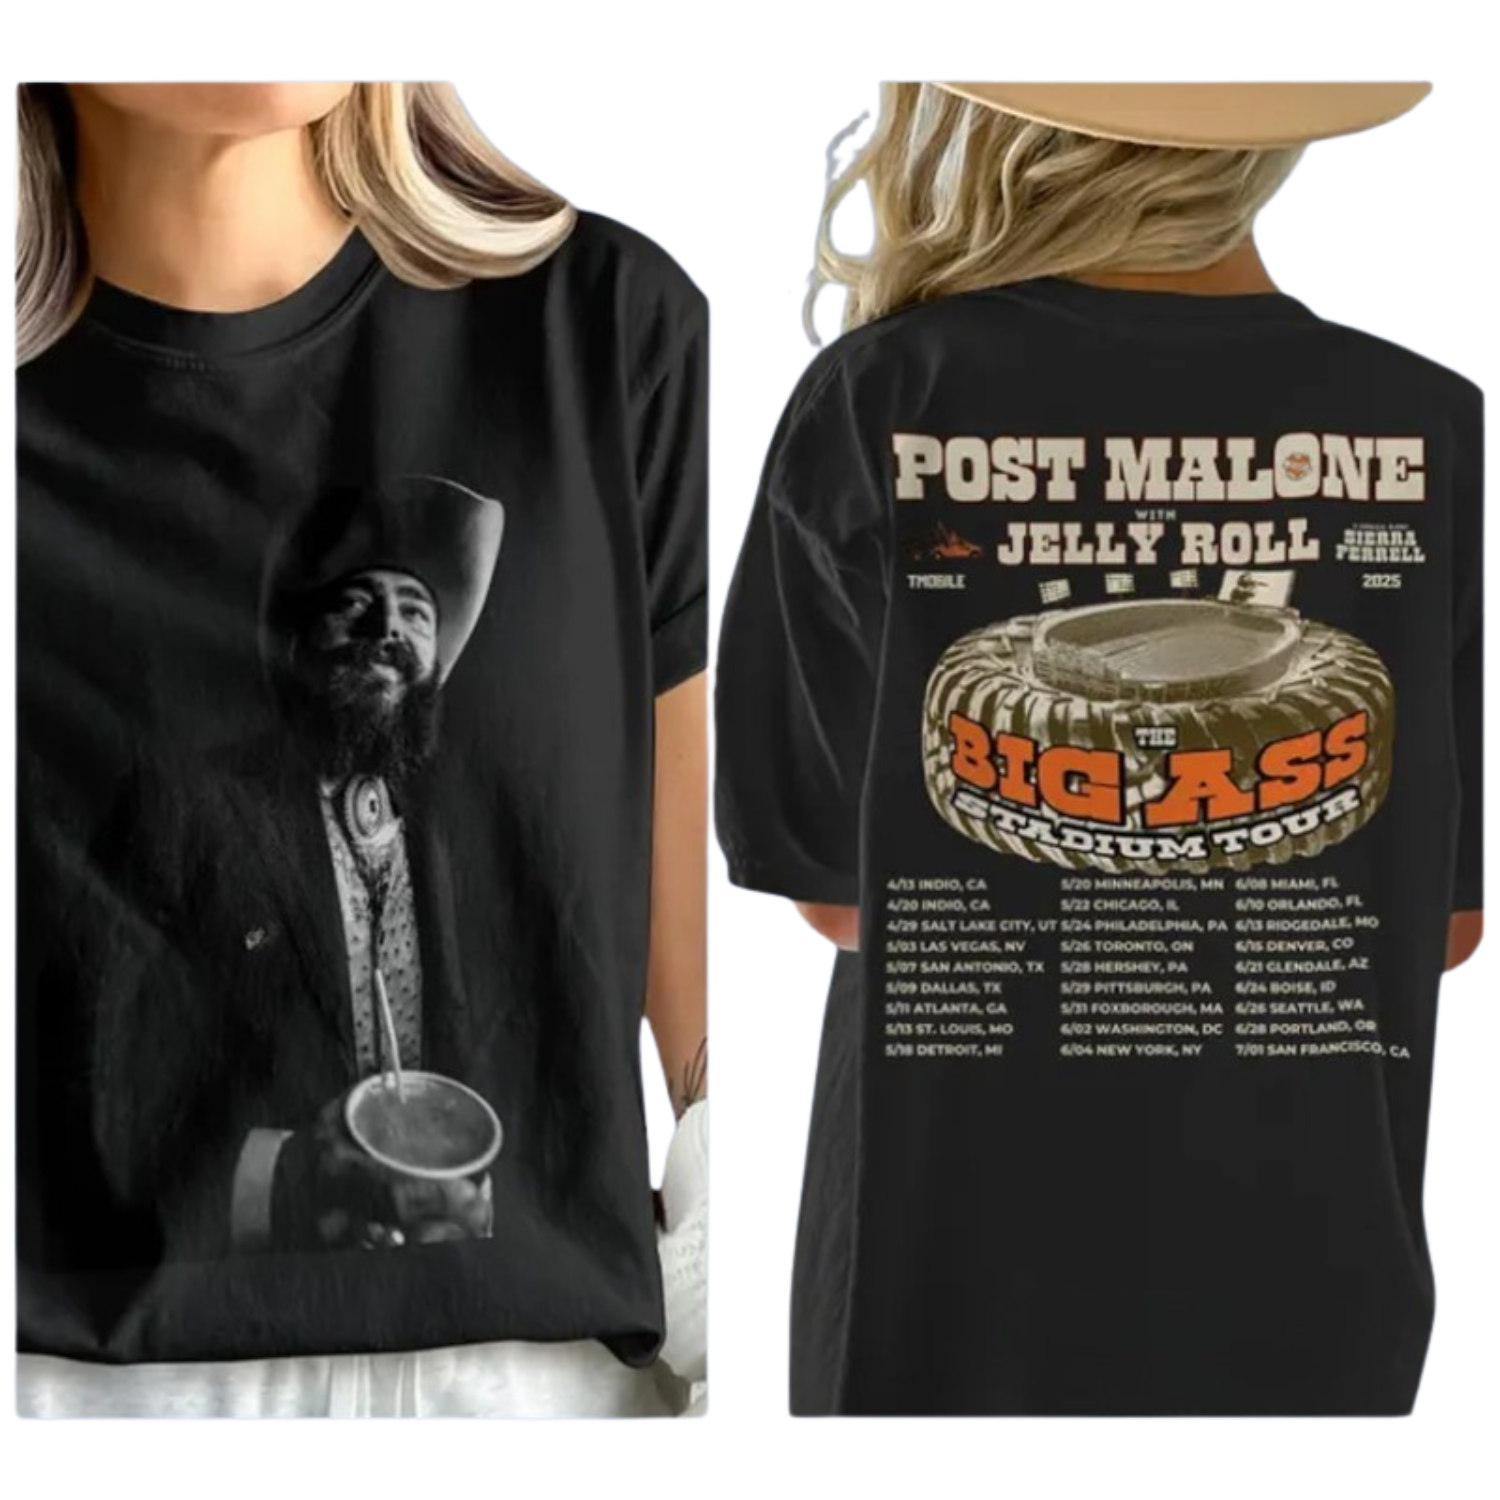 POST MALONE
WITH
JELLY ROLL
SIERRA
FERRELL
TMOBILE
2025
THE
BIG ASS
STADIUM TOUR
4/13 INDIO, CA
4/20 INDIO, CA
4/29 SALT LAKE CITY, UT
5/03 LAS VEGAS, NV
5/07 SAN ANTONIO, TX
5/09 DALLAS, TX
5/11 ATLANTA, GA
5/13 ST. LOUIS, MO
5/18 DETROIT, MI
5/20 MINNEAPOLIS, MN
5/22 CHICAGO, IL
5/24 PHILADELPHIA, PA
5/26 TORONTO, ON
5/28 HERSHEY, PA
5/29 PITTSBURGH, PA
5/31 FOXBOROUGH, MA
6/02 WASHINGTON, DC
6/04 NEW YORK, NY
6/08 MIAMI, FL
6/10 ORLANDO, FL
6/13 RIDGEDALE, MO
6/15 DENVER, CO
6/21 GLENDALE, AZ
6/24 BOISE, ID
6/26 SEATTLE, WA
6/28 PORTLAND, OR
7/01 SAN FRANCISCO, CA